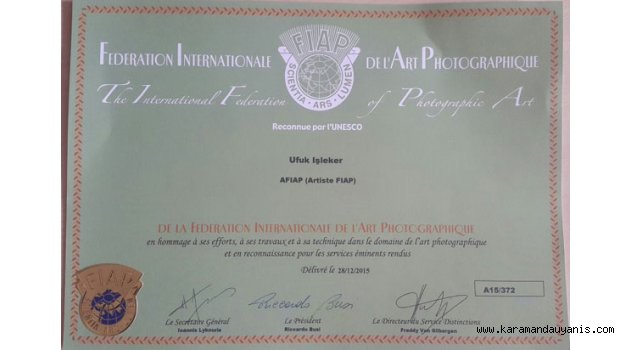 FIAP
SCIENTIA - ARS - LUMEN
FEDERATION INTERNATIONALE DE L'ART PHOTOGRAPHIQUE
The International Federation of Photographic Art
Reconnue par l'UNESCO
Ufuk Işleker
AFIAP (Artiste FIAP)
DE LA FEDERATION INTERNATIONALE DE L'ART PHOTOGRAPHIQUE
en hommage à ses efforts, à ses travaux et à sa technique dans le domaine de l'art photographique
et en reconnaissance pour les services éminents rendus
Délivré le 28/12/2015
A15/372
FIAP
Le Secrétaire Général Le Président Le Directeur du Service Distinctions
Ioannis Lykouris Riccardo Busi Freddy Van Gilbergen
www.karamandauyanis.com